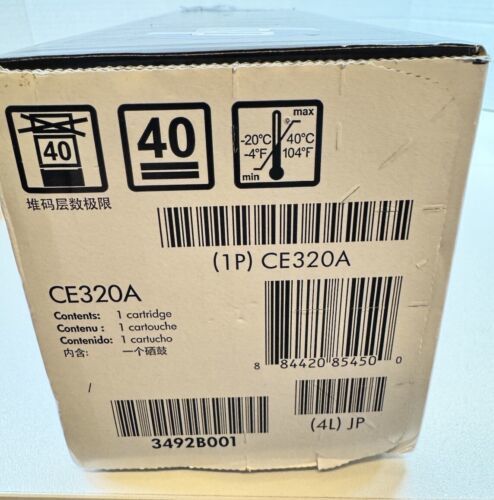 40
堆码层数极限
40
max
-20°C
40°C
-4°F
104°F
min
(1P) CE320A
CE320A
Contents: 1 cartridge
Contenu : 1 cartouche
Contenido: 1 cartucho
内含: 一个硒鼓
8 84420 85450 0
3492B001
(4L) JP